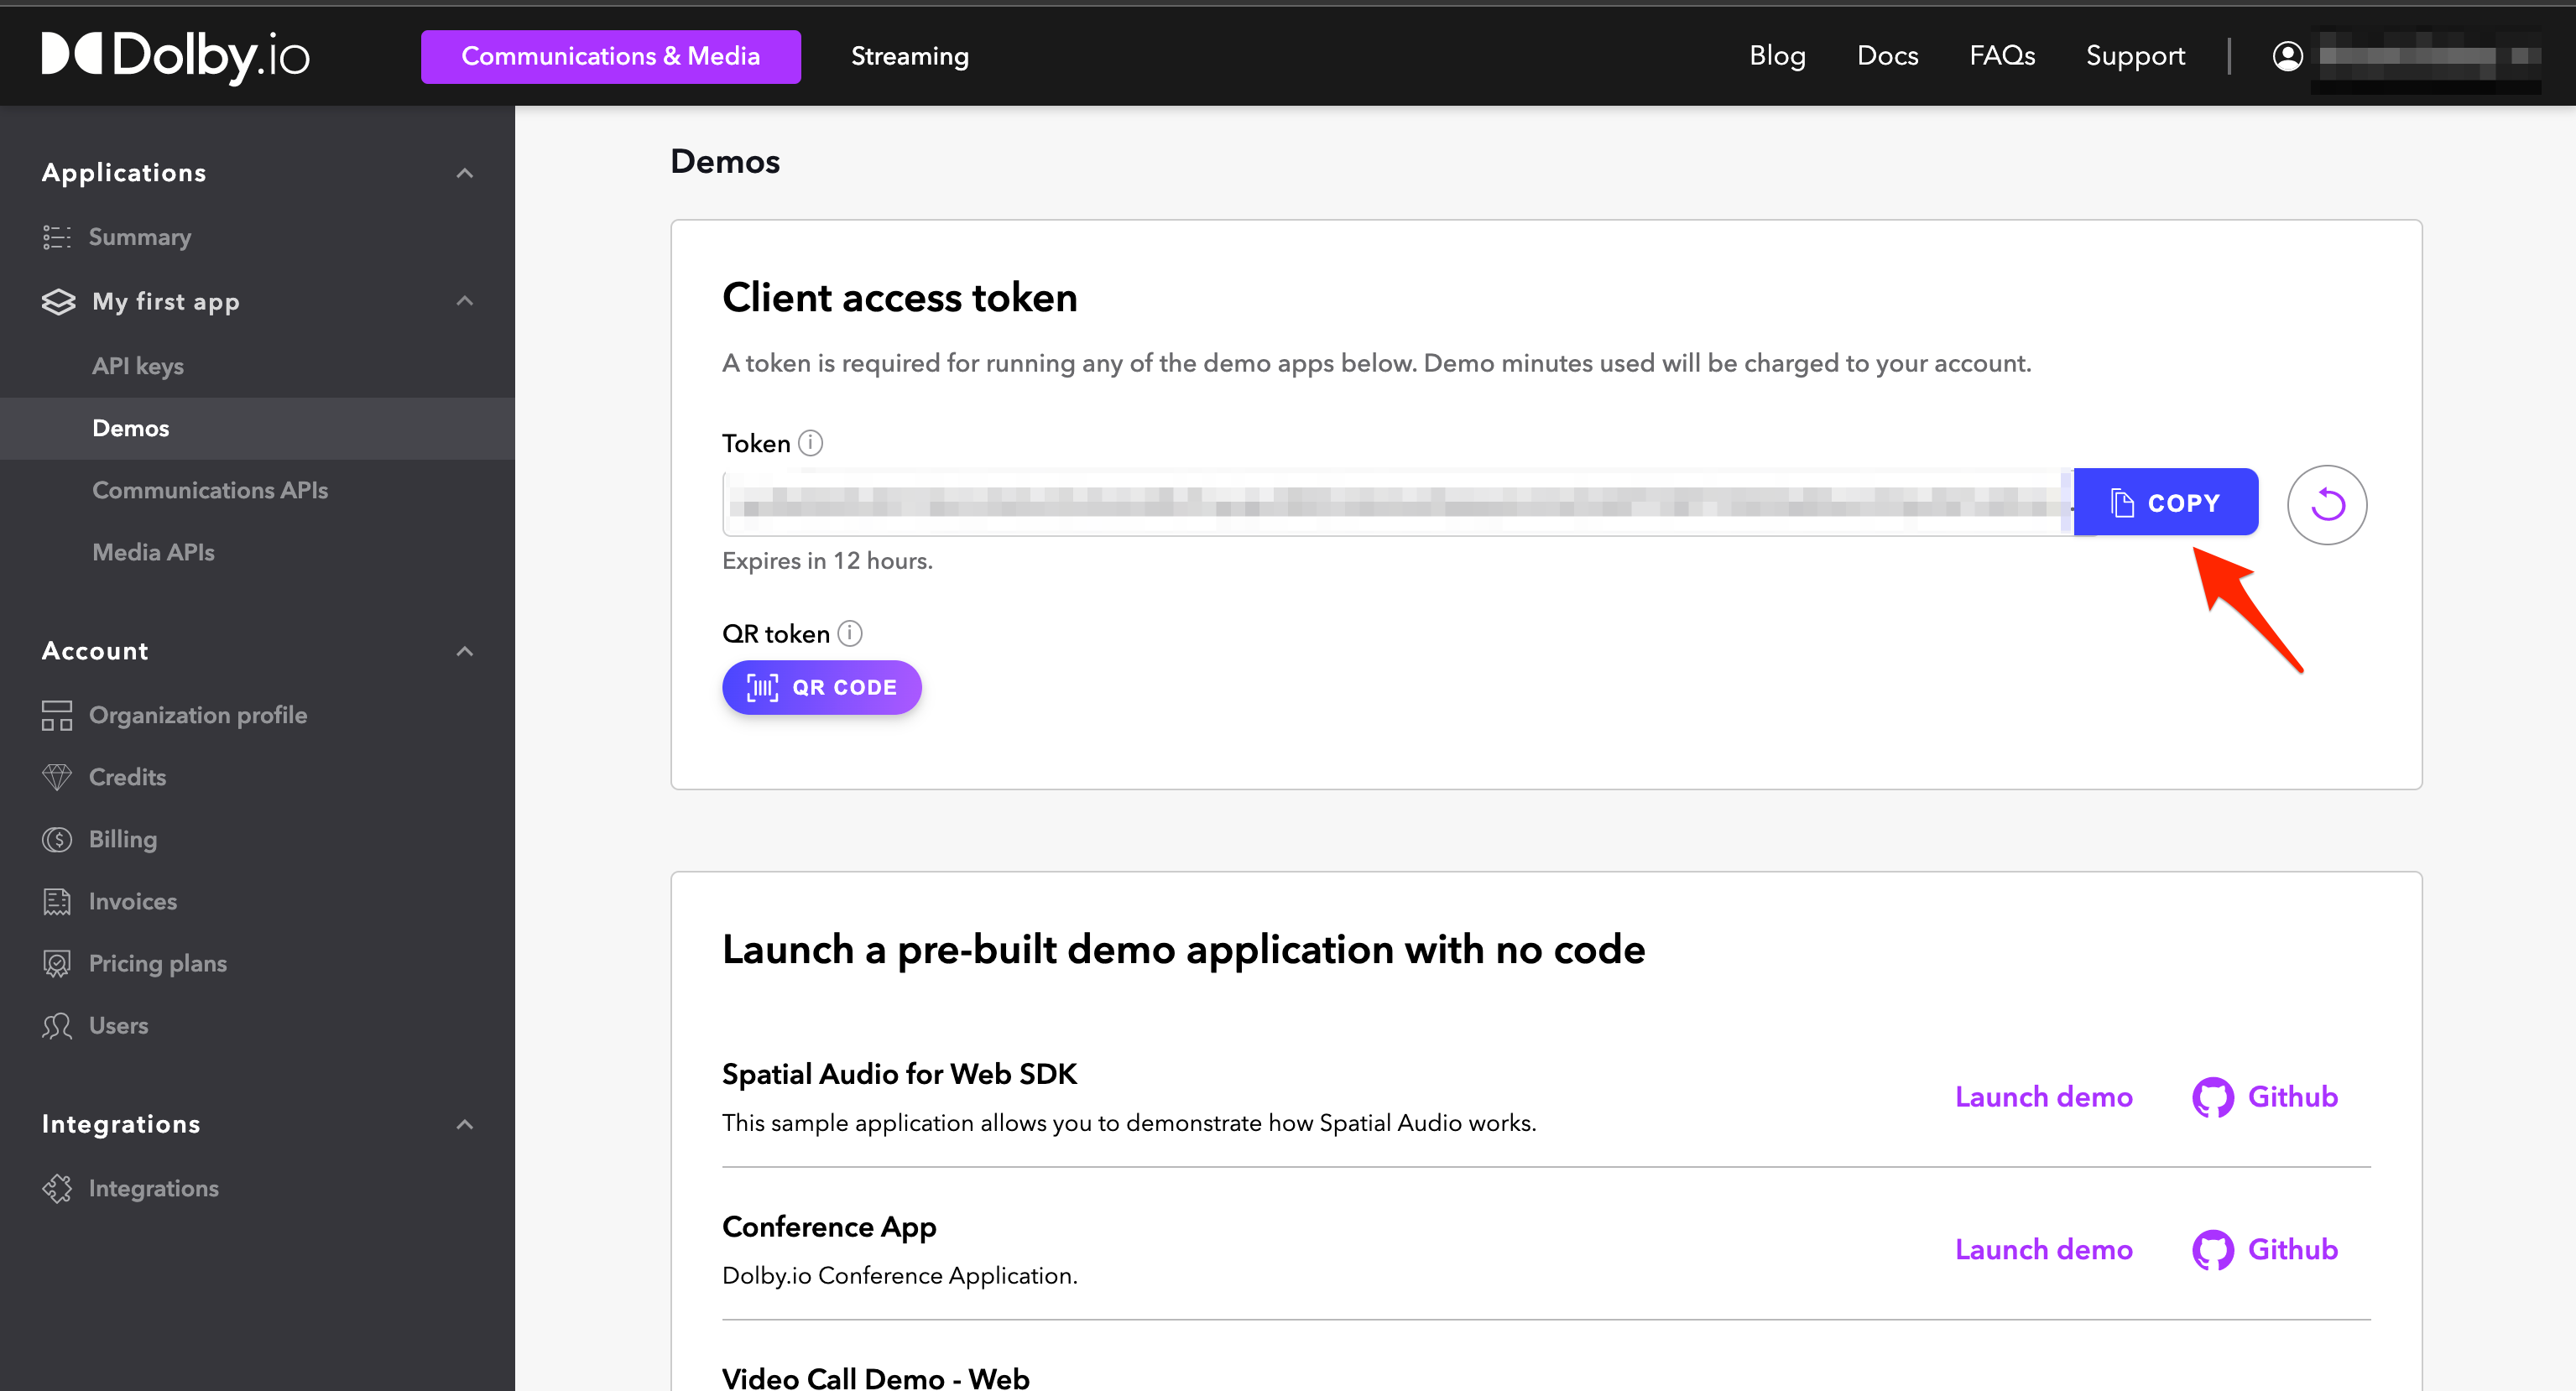 Dolby.io
Communications & Media
Streaming
Blog
Docs
FAQs
Support
Applications
Summary
My first app
API keys
Demos
Communications APIs
Media APIs
Account
Organization profile
Credits
Billing
Invoices
Pricing plans
Users
Integrations
Integrations
Demos
Client access token
A token is required for running any of the demo apps below. Demo minutes used will be charged to your account.
Token
COPY
Expires in 12 hours.
QR token
QR CODE
Launch a pre-built demo application with no code
Spatial Audio for Web SDK
This sample application allows you to demonstrate how Spatial Audio works.
Launch demo
Github
Conference App
Dolby.io Conference Application.
Launch demo
Github
Video Call Demo - Web